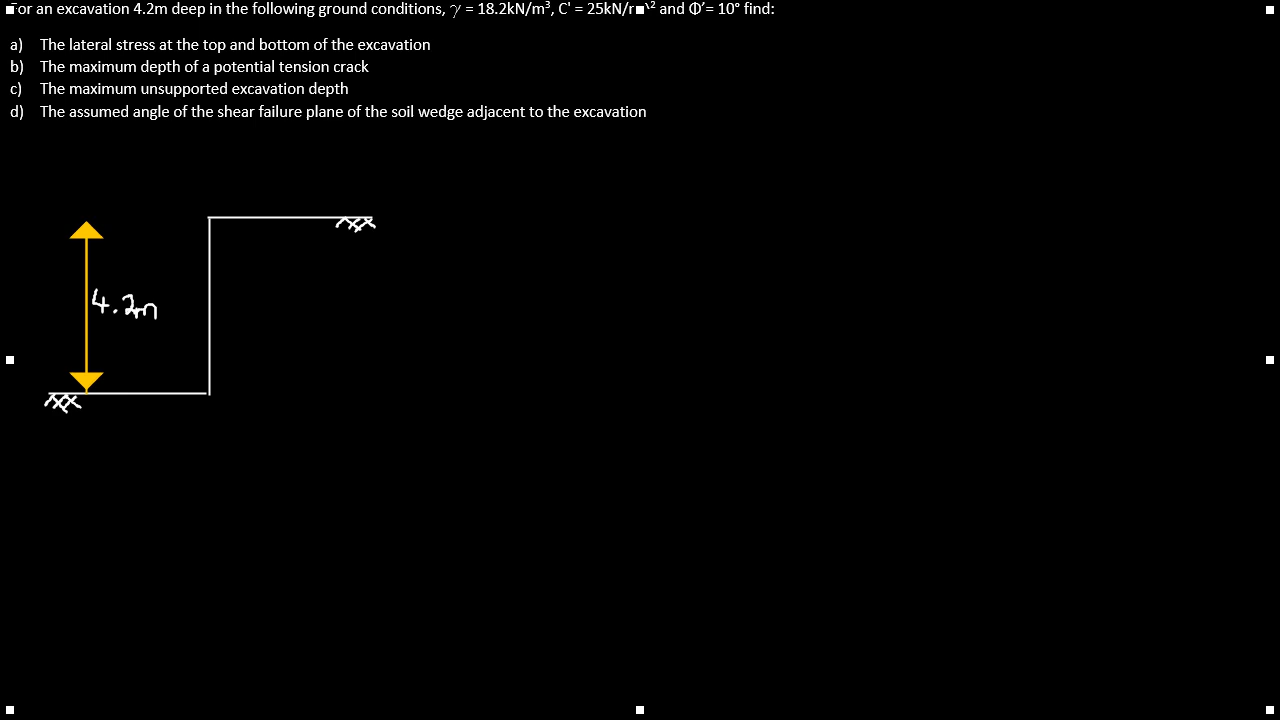 For an excavation 4.2m deep in the following ground conditions, γ = 18.2kN/m³, C' = 25kN/m^2 and Φ′= 10° find:
a) The lateral stress at the top and bottom of the excavation
b) The maximum depth of a potential tension crack
c) The maximum unsupported excavation depth
d) The assumed angle of the shear failure plane of the soil wedge adjacent to the excavation
4.2m